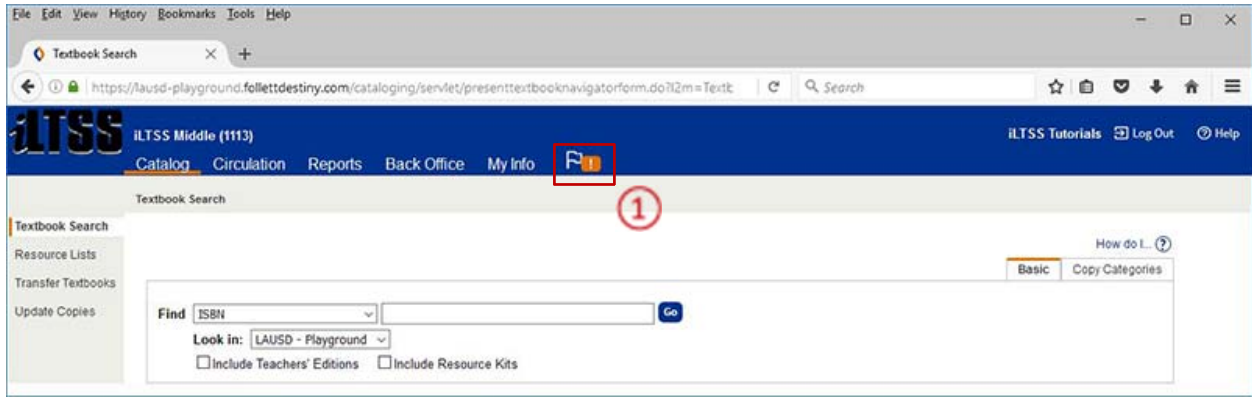 File Edit View History Bookmarks Tools Help
Textbook Search
https://lausd-playground.follettdestiny.com/cataloging/servlet/presenttextbooknavigatorform.do?l2m=Textb
Search
iLTSS
iLTSS Middle (1113)
iLTSS Tutorials Log Out Help
Catalog Circulation Reports Back Office My Info !
1
Textbook Search
Textbook Search
Resource Lists
Transfer Textbooks
Update Copies
How do I... ?
Basic Copy Categories
Find ISBN Go
Look in: LAUSD - Playground
Include Teachers' Editions Include Resource Kits